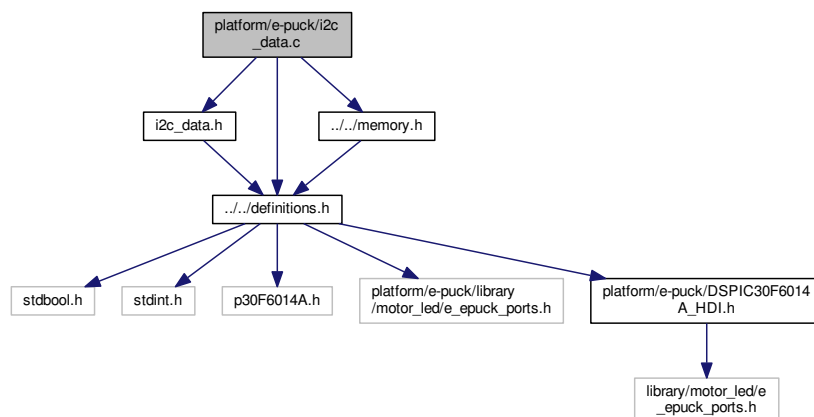 platform/e-puck/i2c
_data.c
i2c_data.h
../../memory.h
../../definitions.h
stdbool.h
stdint.h
p30F6014A.h
platform/e-puck/library
/motor_led/e_epuck_ports.h
platform/e-puck/DSPIC30F6014
A_HDI.h
library/motor_led/e
_epuck_ports.h